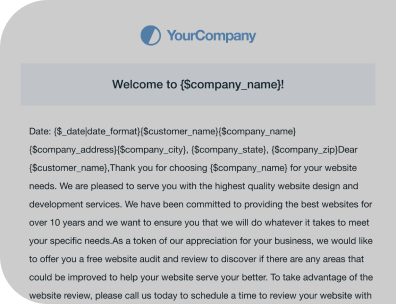 YourCompany
Welcome to {$company_name}!
Date: {$_date|date_format}{$customer_name}{$company_name}
{$company_address}{$company_city}, {$company_state}, {$company_zip}Dear
{$customer_name},Thank you for choosing {$company_name} for your website
needs. We are pleased to serve you with the highest quality website design and
development services. We have been committed to providing the best websites for
over 10 years and we want to ensure you that we will do whatever it takes to meet
your specific needs.As a token of our appreciation for your business, we would like
to offer you a free website audit and review to discover if there are any areas that
could be improved to help your website serve your better. To take advantage of the
website review, please call us today to schedule a time to review your website with